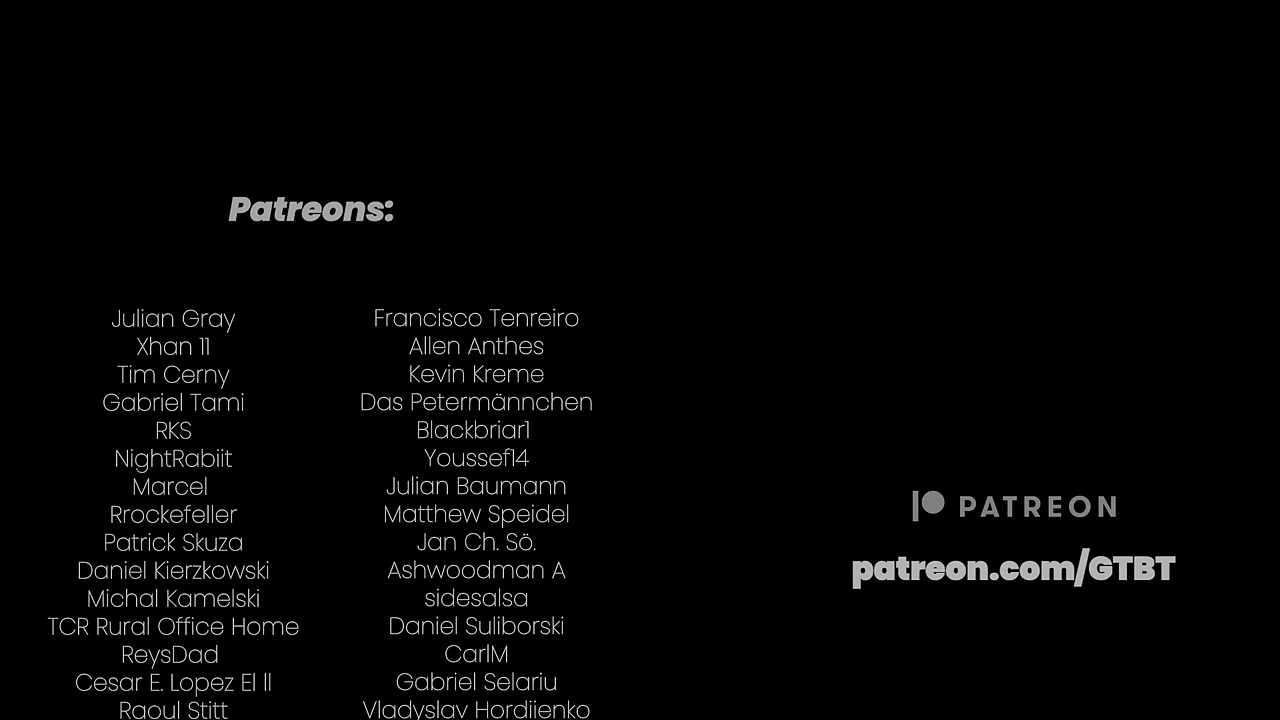 Patreons:
Julian Gray
Xhan 11
Tim Cerny
Gabriel Tami
RKS
NightRabiit
Marcel
Rrockefeller
Patrick Skuza
Daniel Kierzkowski
Michal Kamelski
TCR Rural Office Home
ReysDad
Cesar E. Lopez El II
Raoul Stitt
Francisco Tenreiro
Allen Anthes
Kevin Kreme
Das Petermännchen
Blackbriar1
Youssef14
Julian Baumann
Matthew Speidel
Jan Ch. Sö.
Ashwoodman A
sidesalsa
Daniel Suliborski
CarlM
Gabriel Selariu
Vladyslav Hordiienko
PATREON
patreon.com/GTBT